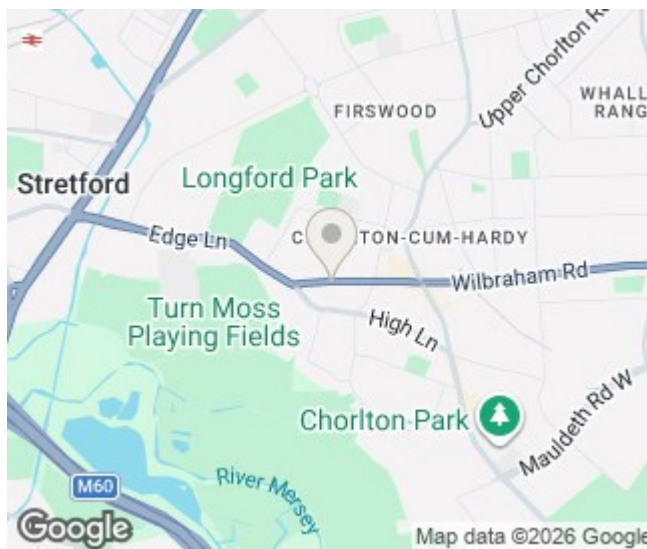 Upper Chorlton Rd
FIRSWOOD
WHALL
RANG
Stretford
Longford Park
Edge Ln
C
TON-CUM-HARDY
Wilbraham Rd
Turn Moss
Playing Fields
High Ln
Chorlton Park
Mauldeth Rd W
M60
River Mersey
Google
Map data ©2026 Google